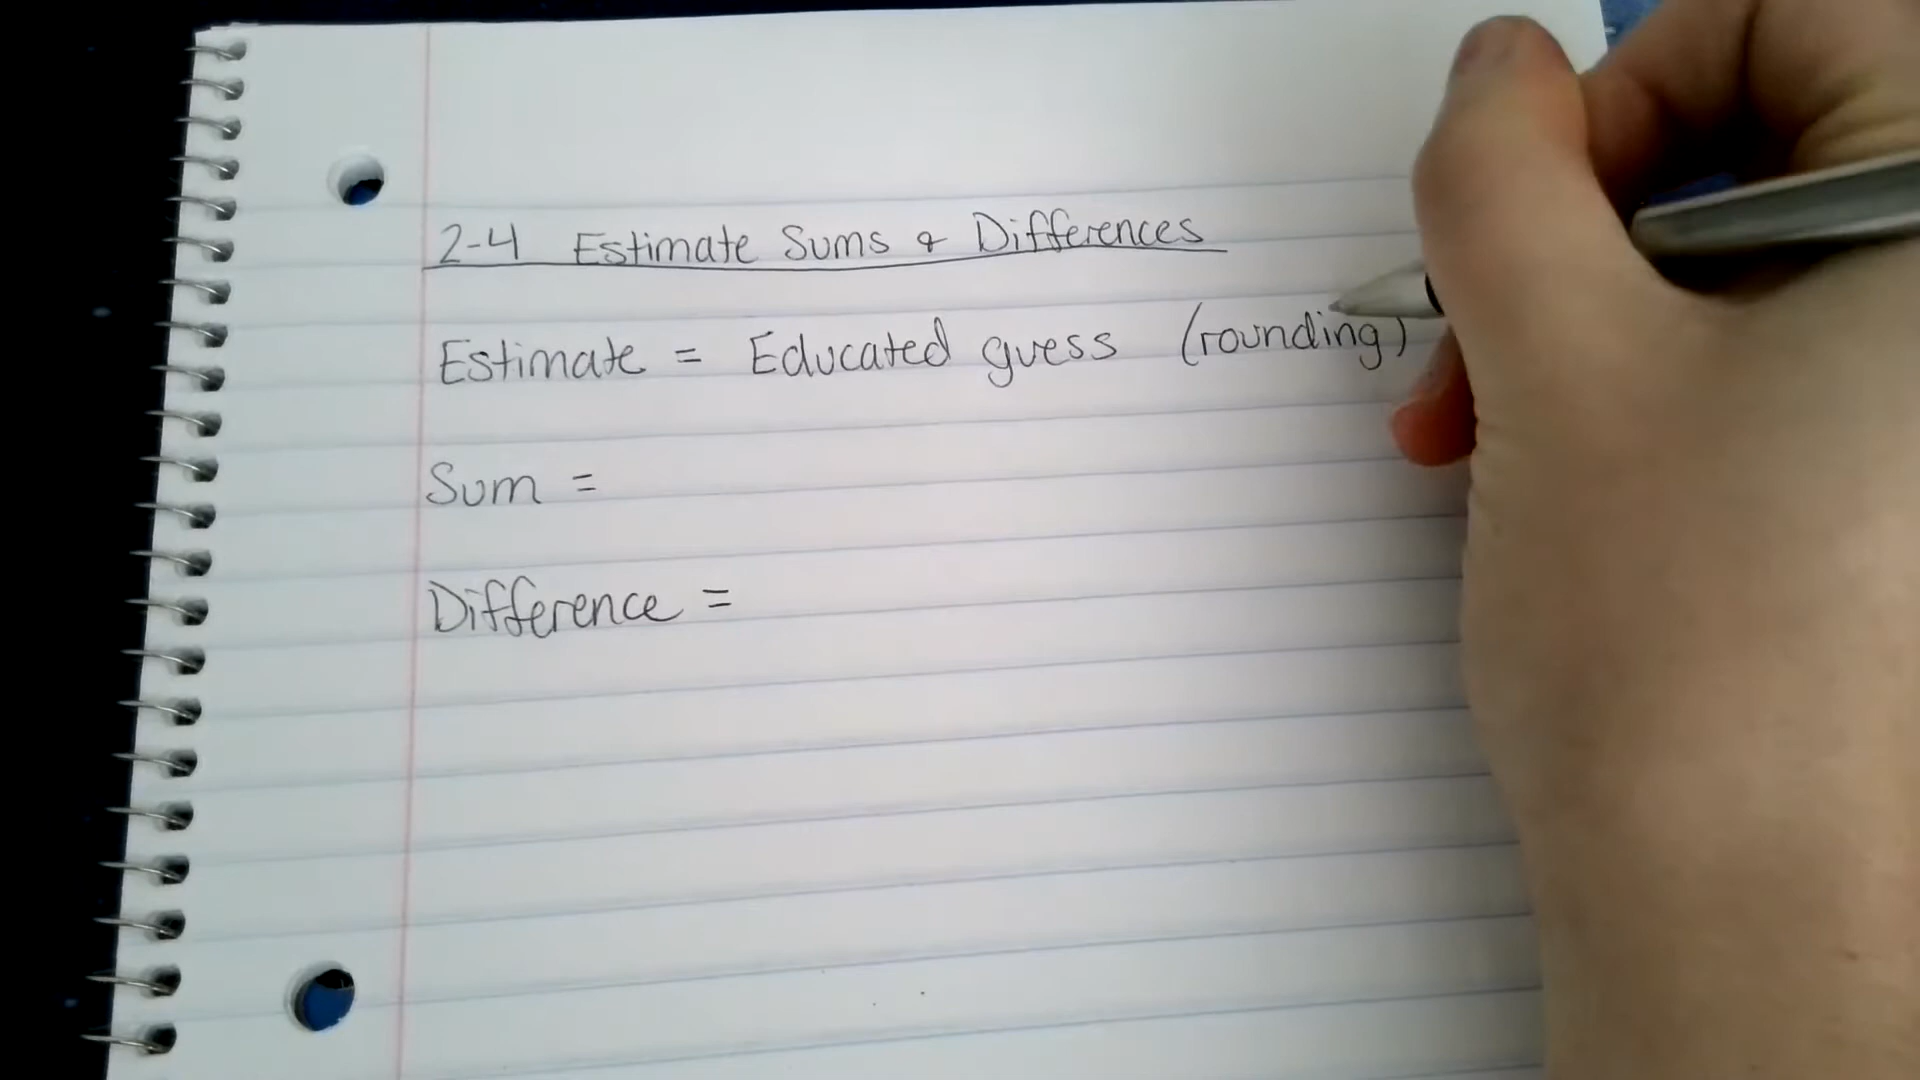 2-4 Estimate Sums & Differences
Estimate = Educated guess (rounding)
Sum =
Difference =